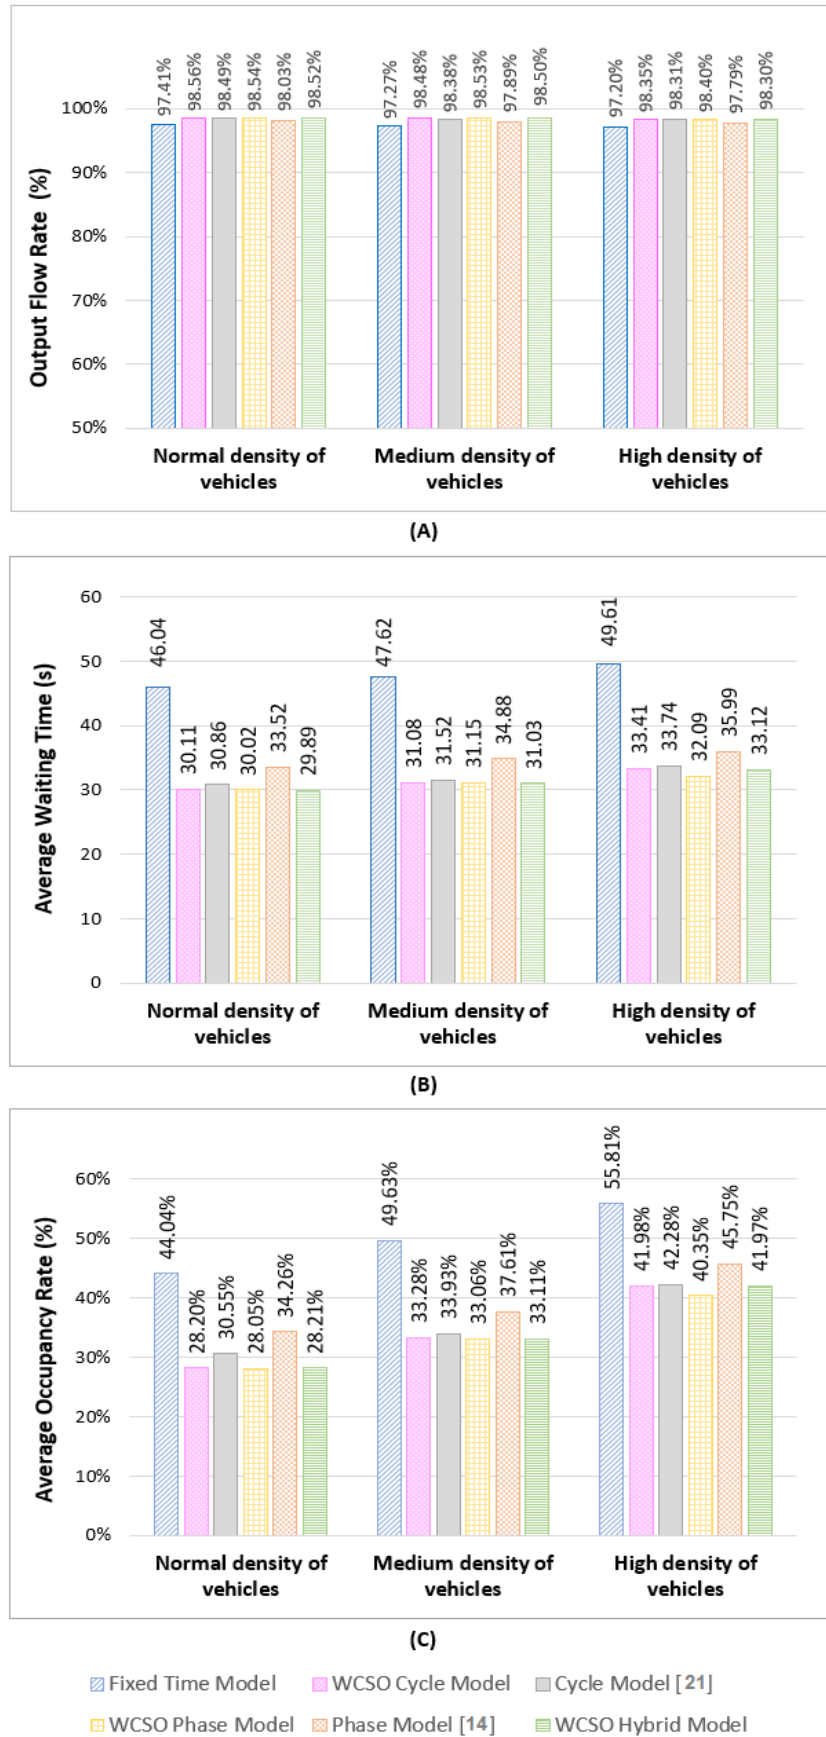 97.41%
98.56%
98.49%
98.54%
98.03%
98.52%
97.27%
98.48%
98.38%
98.53%
97.89%
98.50%
97.20%
98.35%
98.31%
98.40%
97.79%
98.30%
Output Flow Rate (%)
100%
90%
80%
70%
60%
50%
Normal density of
vehicles
Medium density of
vehicles
High density of
vehicles
(A)
Average Waiting Time (s)
60
50
40
30
20
10
0
46.04
30.11
30.86
30.02
33.52
29.89
47.62
31.08
31.52
31.15
34.88
31.03
49.61
33.41
33.74
32.09
35.99
33.12
Normal density of
vehicles
Medium density of
vehicles
High density of
vehicles
(B)
Average Occupancy Rate (%)
60%
50%
40%
30%
20%
10%
0%
44.04%
28.20%
30.55%
28.05%
34.26%
28.21%
49.63%
33.28%
33.93%
33.06%
37.61%
33.11%
55.81%
41.98%
42.28%
40.35%
45.75%
41.97%
Normal density of
vehicles
Medium density of
vehicles
High density of
vehicles
(C)
Fixed Time Model
WCSO Cycle Model
Cycle Model [21]
WCSO Phase Model
Phase Model [14]
WCSO Hybrid Model